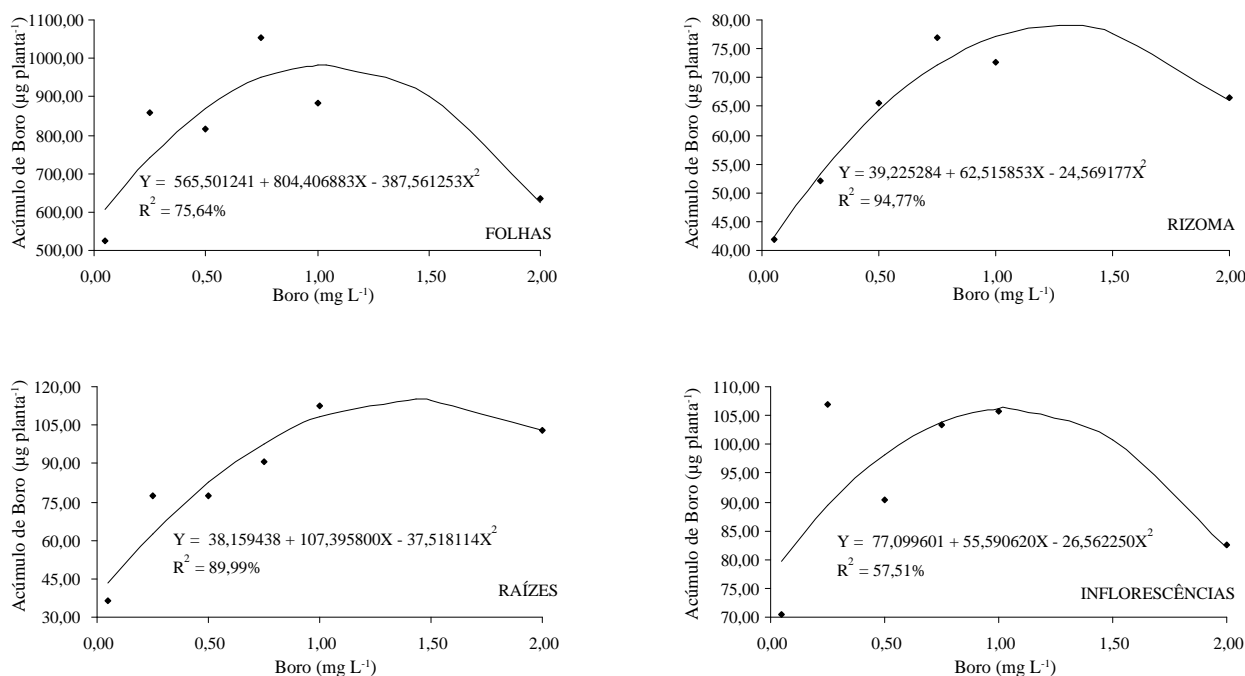 Acúmulo de Boro (µg planta⁻¹)
1100,00
1000,00
900,00
800,00
700,00
600,00
500,00
Y = 565,501241 + 804,406883X - 387,561253X²
R² = 75,64%
FOLHAS
0,00 0,50 1,00 1,50 2,00
Boro (mg L⁻¹)
Acúmulo de Boro (µg planta⁻¹)
80,00
75,00
70,00
65,00
60,00
55,00
50,00
45,00
40,00
Y = 39,225284 + 62,515853X - 24,569177X²
R² = 94,77%
RIZOMA
0,00 0,50 1,00 1,50 2,00
Boro (mg L⁻¹)
Acúmulo de Boro (µg planta⁻¹)
120,00
105,00
90,00
75,00
60,00
45,00
30,00
Y = 38,159438 + 107,395800X - 37,518114X²
R² = 89,99%
RAÍZES
0,00 0,50 1,00 1,50 2,00
Boro (mg L⁻¹)
Acúmulo de Boro (µg planta⁻¹)
110,00
105,00
100,00
95,00
90,00
85,00
80,00
75,00
70,00
Y = 77,099601 + 55,590620X - 26,562250X²
R² = 57,51%
INFLORESCÊNCIAS
0,00 0,50 1,00 1,50 2,00
Boro (mg L⁻¹)